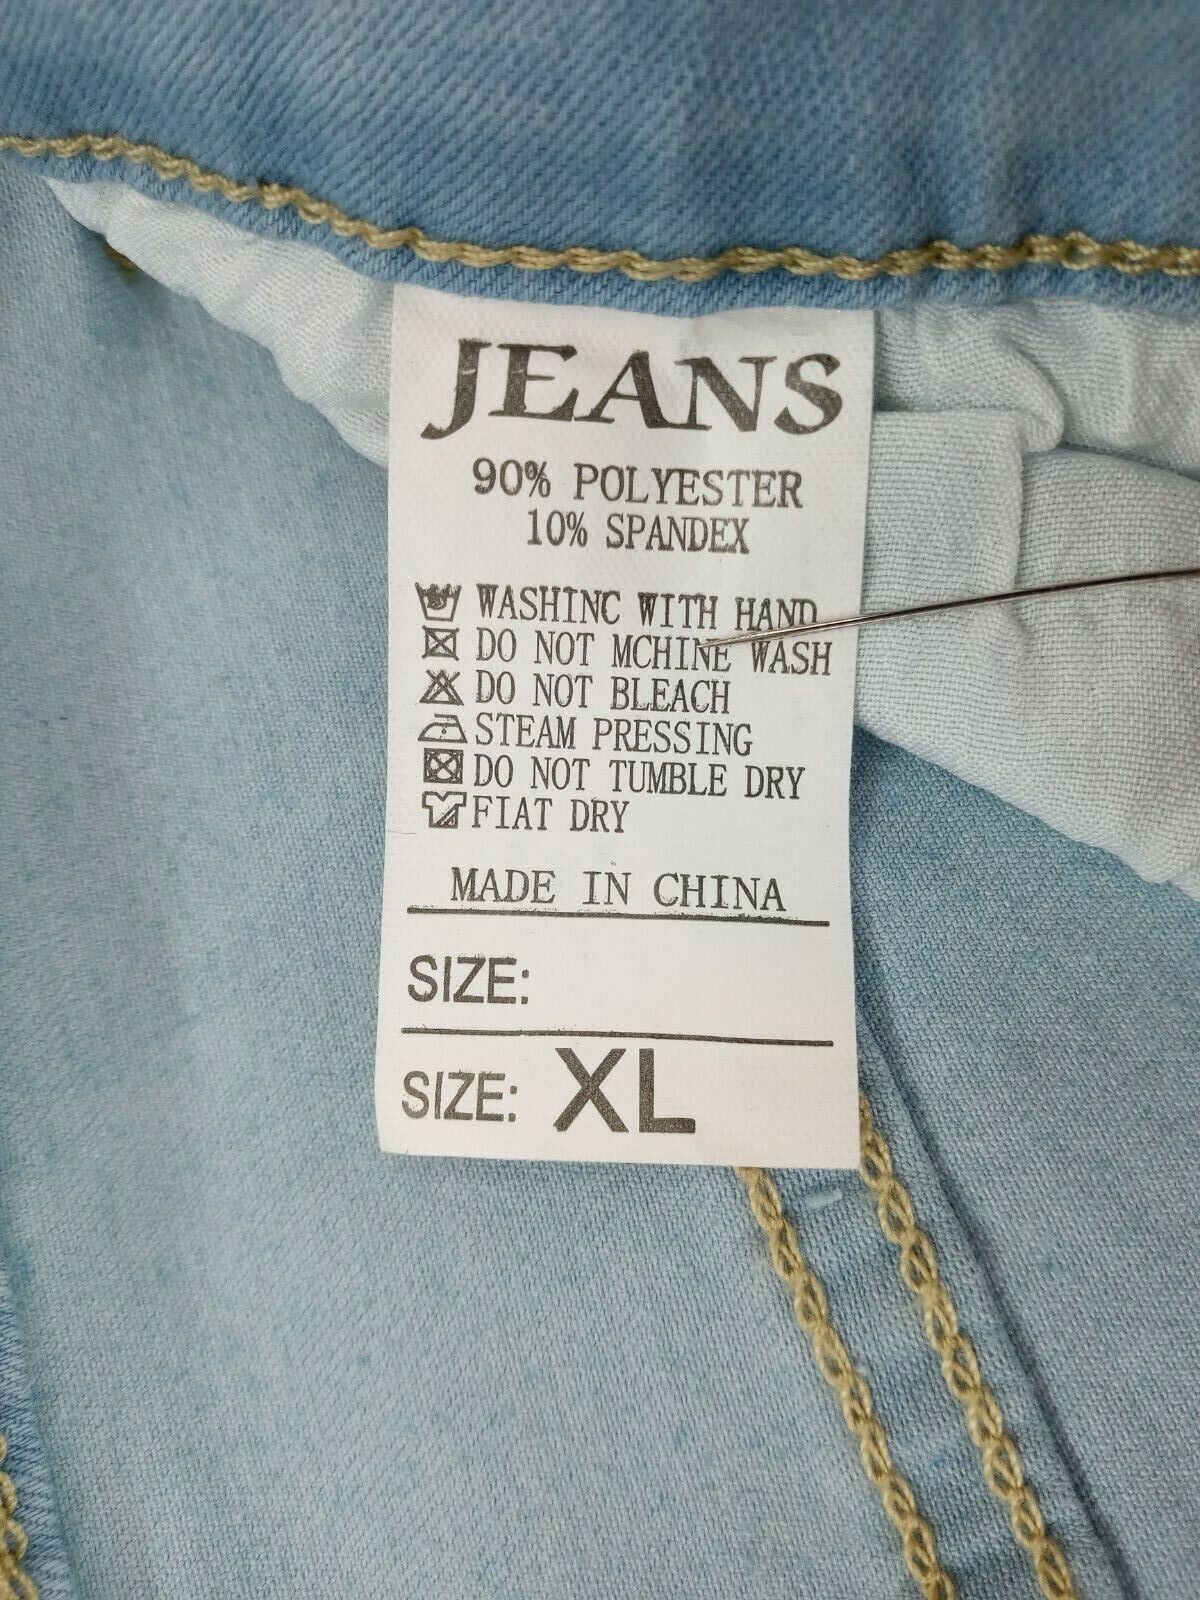 JEANS
90% POLYESTER
10% SPANDEX
WASHINC WITH HAND
DO NOT MCHINE WASH
DO NOT BLEACH
STEAM PRESSING
DO NOT TUMBLE DRY
FIAT DRY
MADE IN CHINA
SIZE:
SIZE: XL